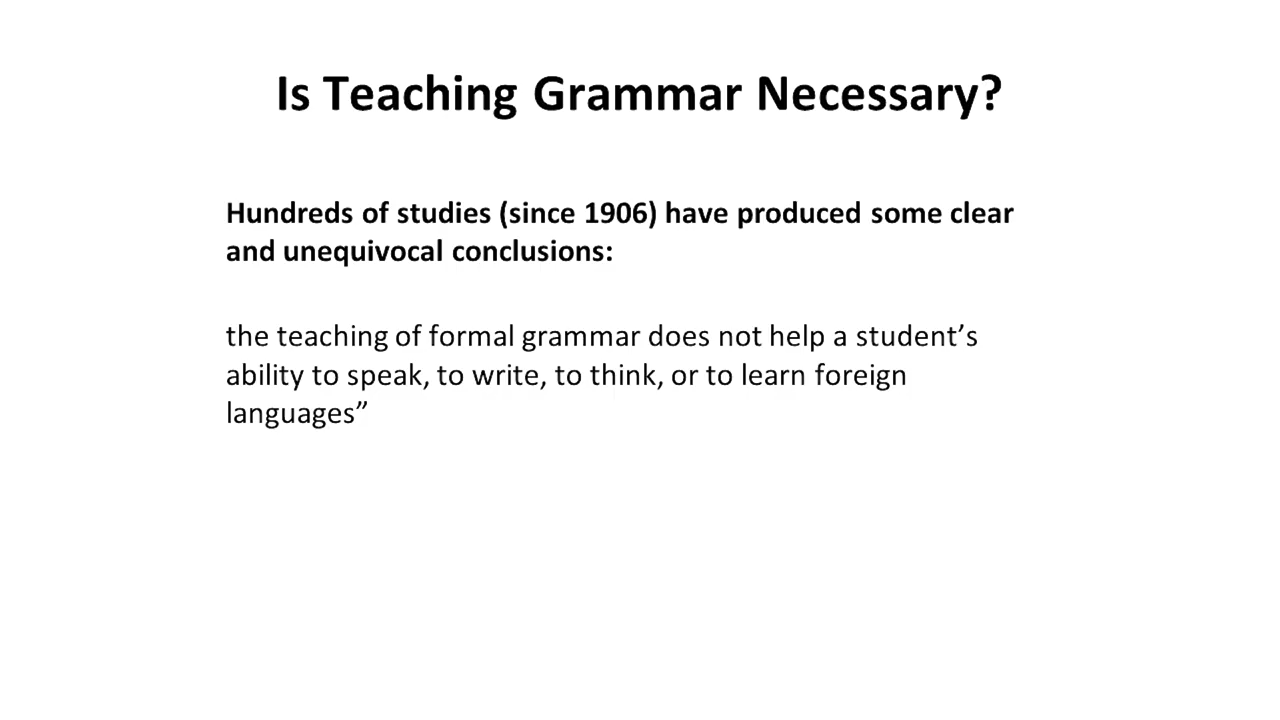 Is Teaching Grammar Necessary?
Hundreds of studies (since 1906) have produced some clear
and unequivocal conclusions:
the teaching of formal grammar does not help a student’s
ability to speak, to write, to think, or to learn foreign
languages”